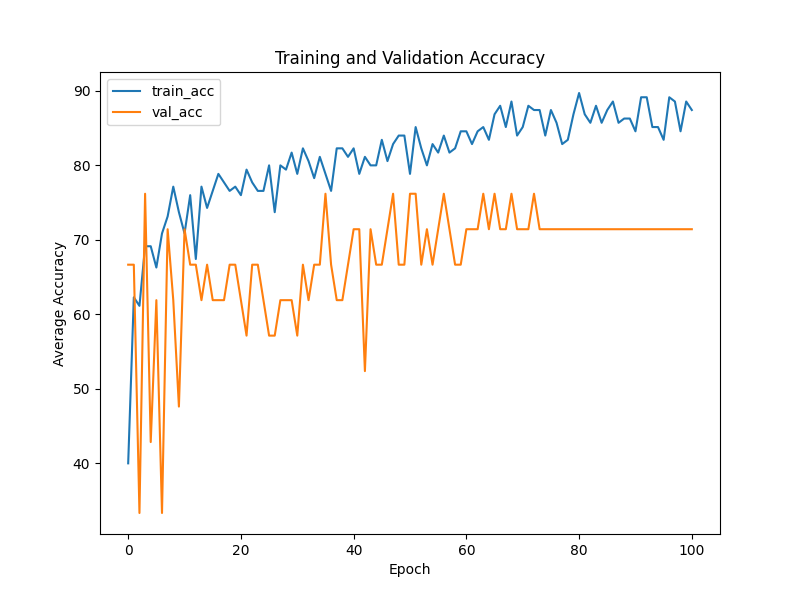 Training and Validation Accuracy
train_acc
val_acc
90
80
70
60
50
40
Average Accuracy
0 20 40 60 80 100
Epoch